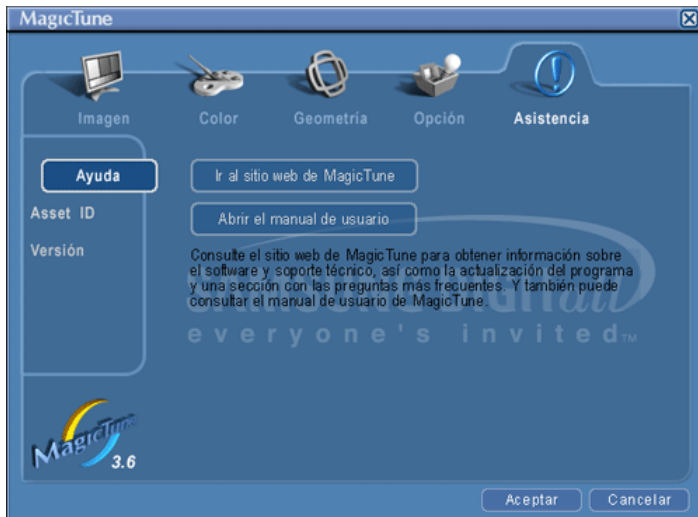 MagicTune
Imagen
Color
Geometría
Opción
Asistencia
Ayuda
Asset ID
Versión
Ir al sitio web de MagicTune
Abrir el manual de usuario
Consulte el sitio web de MagicTune para obtener información sobre
el software y soporte técnico, así como la actualización del programa
y una sección con las preguntas más frecuentes. Y también puede
consultar el manual de usuario de MagicTune.
SAMSUNG DIGITall
everyone's invited™
MagicTune
3.6
Aceptar
Cancelar